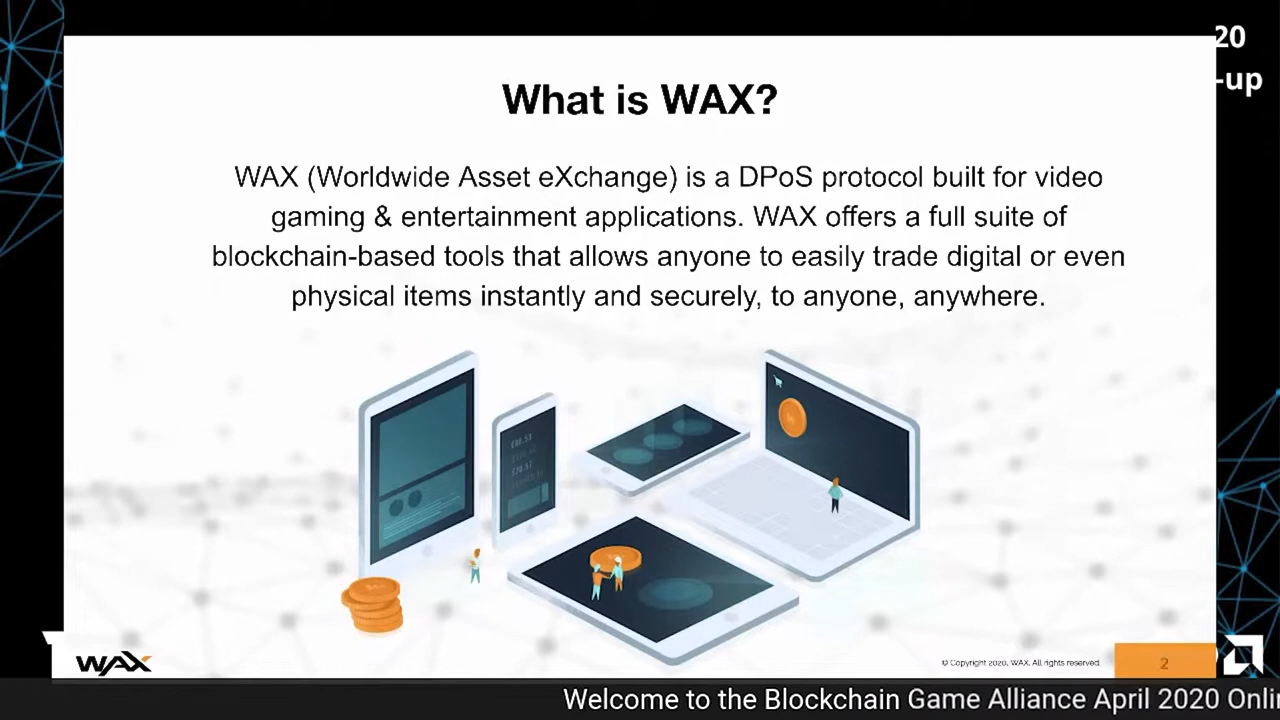 20
-up
What is WAX?
WAX (Worldwide Asset eXchange) is a DPoS protocol built for video
gaming & entertainment applications. WAX offers a full suite of
blockchain-based tools that allows anyone to easily trade digital or even
physical items instantly and securely, to anyone, anywhere.
WAX
© Copyright 2020, WAX. All rights reserved.
2
Welcome to the Blockchain Game Alliance April 2020 Onli